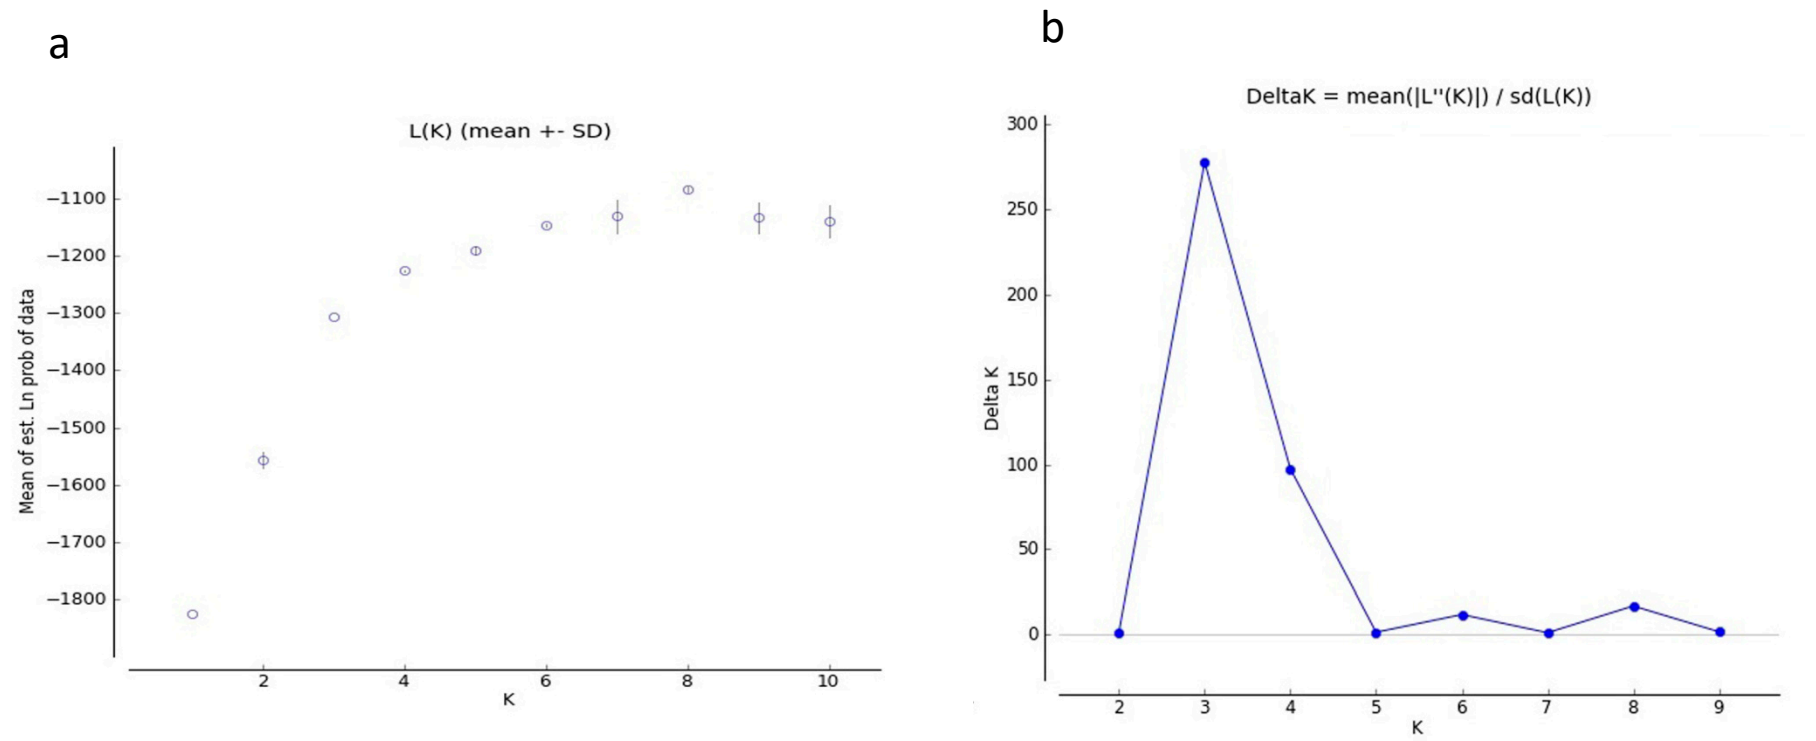 a
L(K) (mean +- SD)
Mean of est. Ln prob of data
−1100
−1200
−1300
−1400
−1500
−1600
−1700
−1800
2 4 6 8 10
K
b
DeltaK = mean(|L''(K)|) / sd(L(K))
Delta K
300
250
200
150
100
50
0
2 3 4 5 6 7 8 9
K